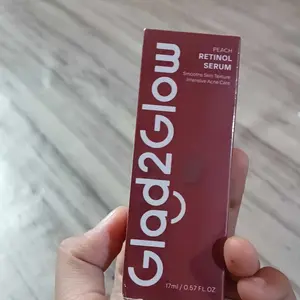 PEACH
RETINOL
SERUM
Smooths Skin Texture
Intensive Acne Care
Glad2Glow
17ml / 0.57 FL.OZ